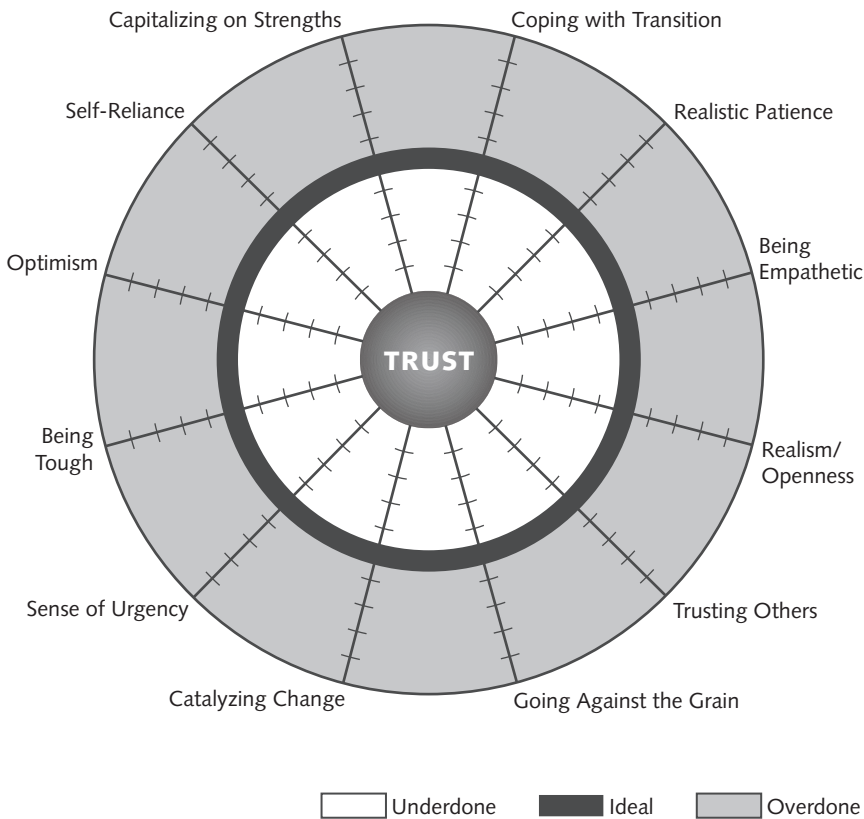 Capitalizing on Strengths
Coping with Transition
Self-Reliance
Realistic Patience
Optimism
Being
Empathetic
TRUST
Being
Tough
Realism/
Openness
Sense of Urgency
Trusting Others
Catalyzing Change
Going Against the Grain
Underdone
Ideal
Overdone